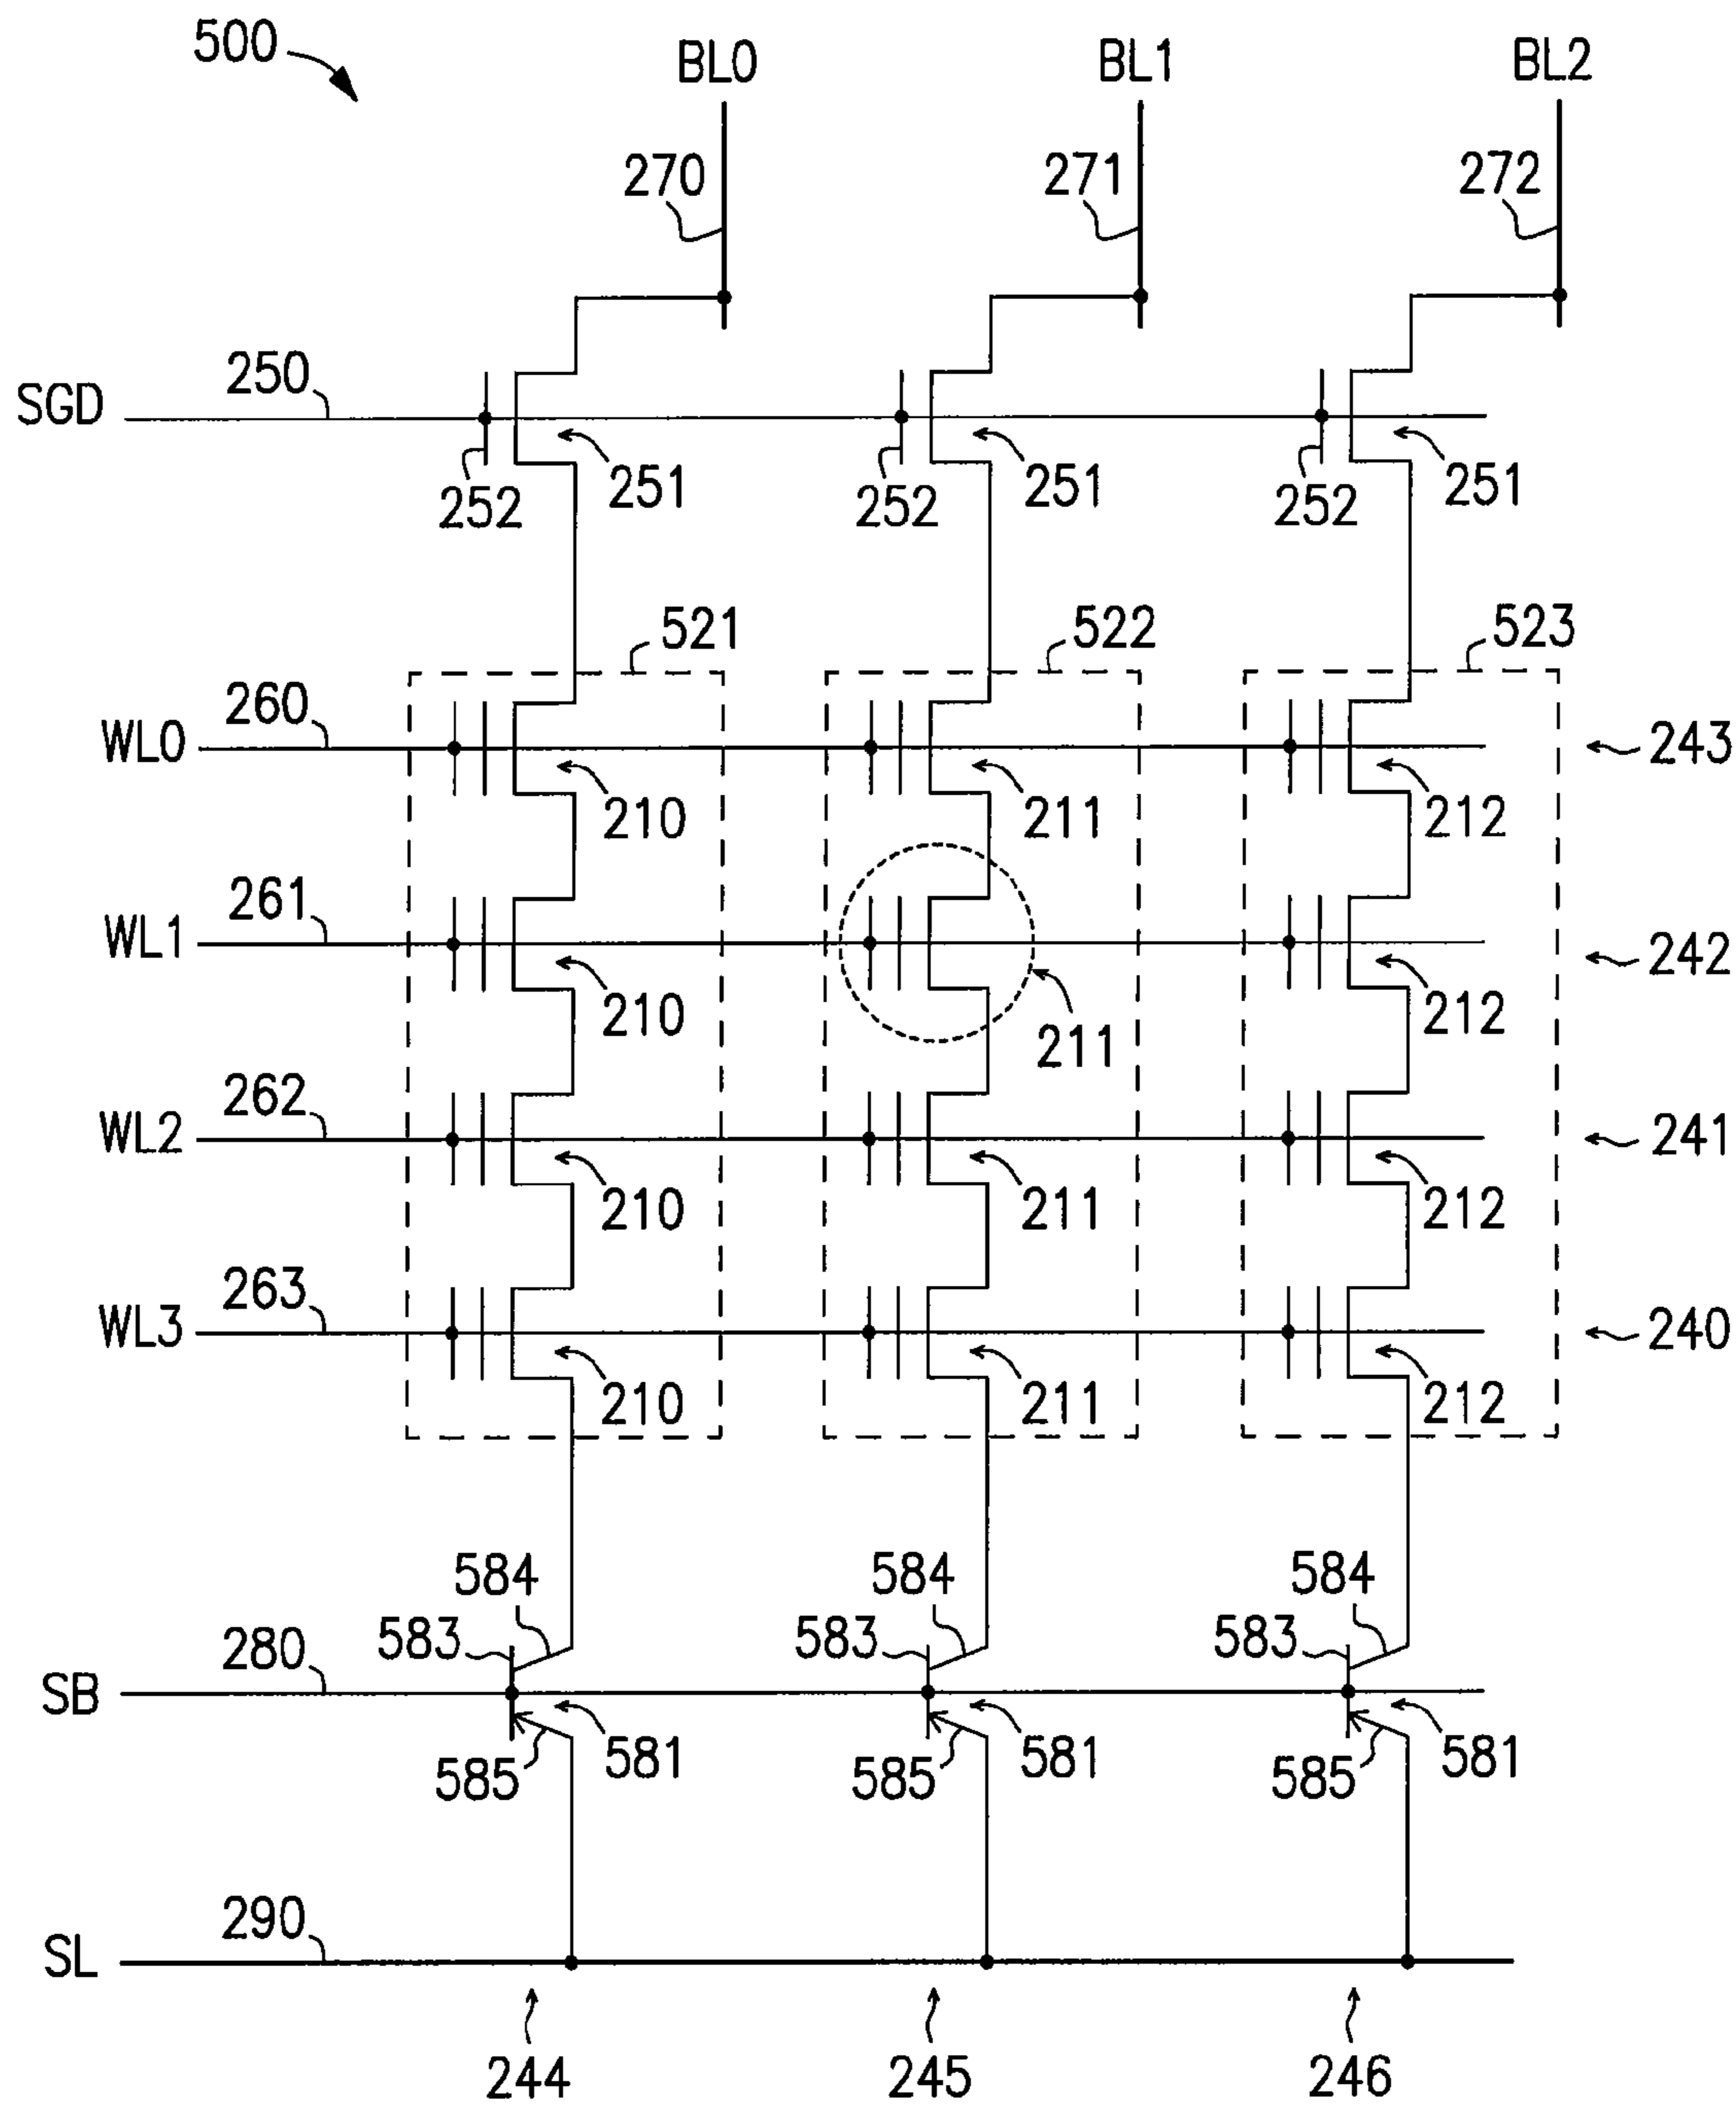 500
BL0 BL1 BL2
270 271 272
SGD 250
252 251 252 251 252 251
521 522 523
WL0 260 243
210 211 212
WL1 261 242
210 211 212
WL2 262 241
210 211 212
WL3 263 240
210 211 212
584 584 584
583 583 583
SB 280
585 581 585 581 585 581
SL 290
244 245 246